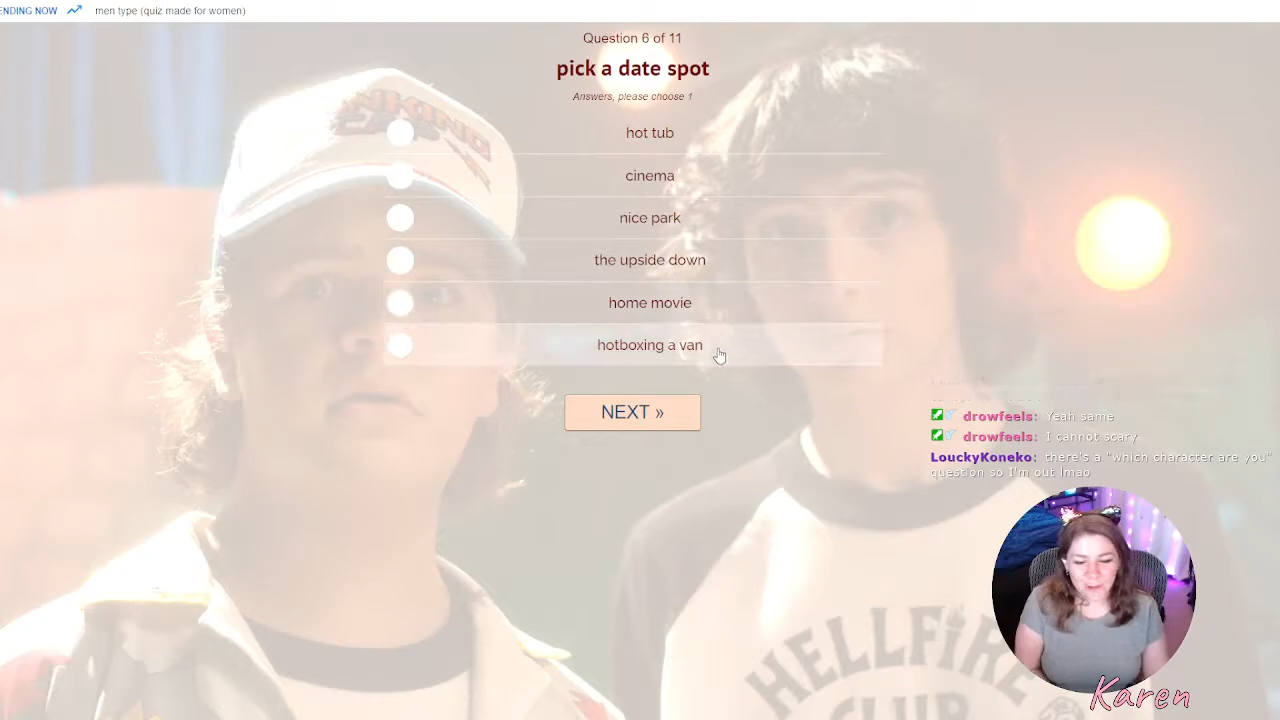 ENDING NOW men type (quiz made for women)
Question 6 of 11
pick a date spot
Answers, please choose 1
hot tub
cinema
nice park
the upside down
home movie
hotboxing a van
NEXT »
drowfeels: Yeah same
drowfeels: I cannot scary
LouckyKoneko: there's a "which character are you"
question so I'm out lmao
HELLFIRE
CLUB
Karen